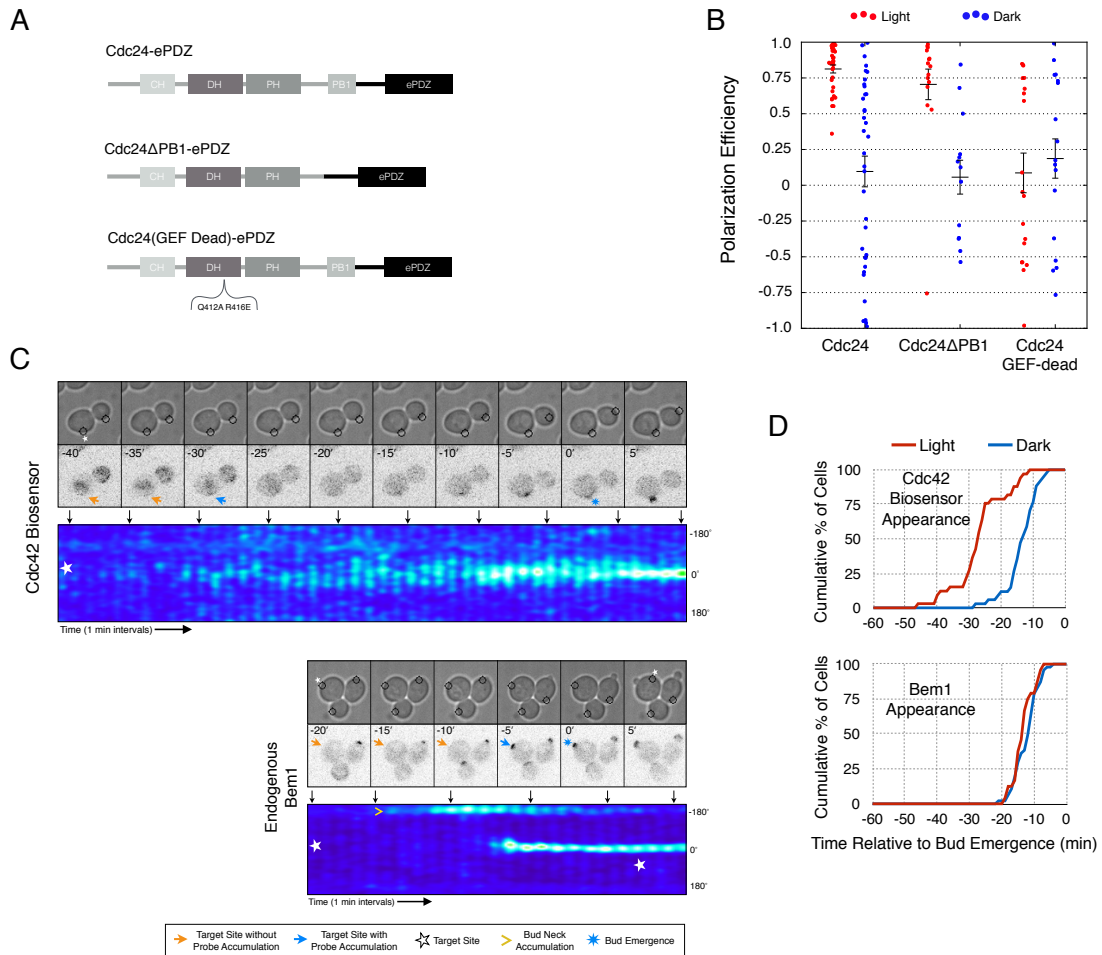 A
Cdc24-ePDZ
CH DH PH PB1 ePDZ
Cdc24ΔPB1-ePDZ
CH DH PH ePDZ
Cdc24(GEF Dead)-ePDZ
CH DH PH PB1 ePDZ
Q412A R416E
B
Light Dark
Polarization Efficiency
1.0
0.75
0.25
0
-0.25
-0.5
-0.75
-1.0
Cdc24 Cdc24ΔPB1 Cdc24 GEF-dead
C
Cdc42 Biosensor
-40′ -35′ -30′ -25′ -20′ -15′ -10′ -5′ 0′ 5′
-180˚
0˚
180˚
Time (1 min intervals)
Endogenous Bem1
-20′ -15′ -10′ -5′ 0′ 5′
-180˚
0˚
180˚
Time (1 min intervals)
Target Site without Probe Accumulation
Target Site with Probe Accumulation
Target Site
Bud Neck Accumulation
Bud Emergence
D
Light Dark
Cumulative % of Cells
100
75
50
25
0
Cdc42 Biosensor Appearance
-60 -50 -40 -30 -20 -10 0
Cumulative % of Cells
100
75
50
25
0
Bem1 Appearance
-60 -50 -40 -30 -20 -10 0
Time Relative to Bud Emergence (min)